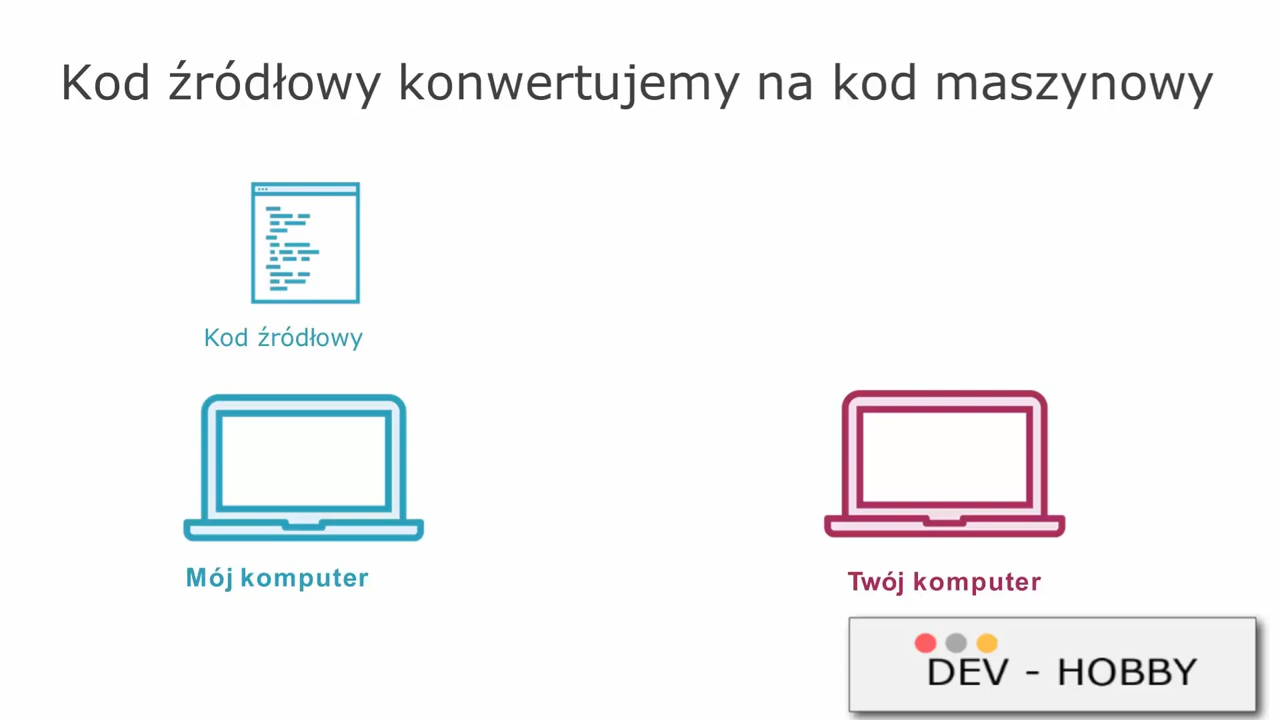 Kod źródłowy konwertujemy na kod maszynowy
Kod źródłowy
Mój komputer
Twój komputer
DEV - HOBBY